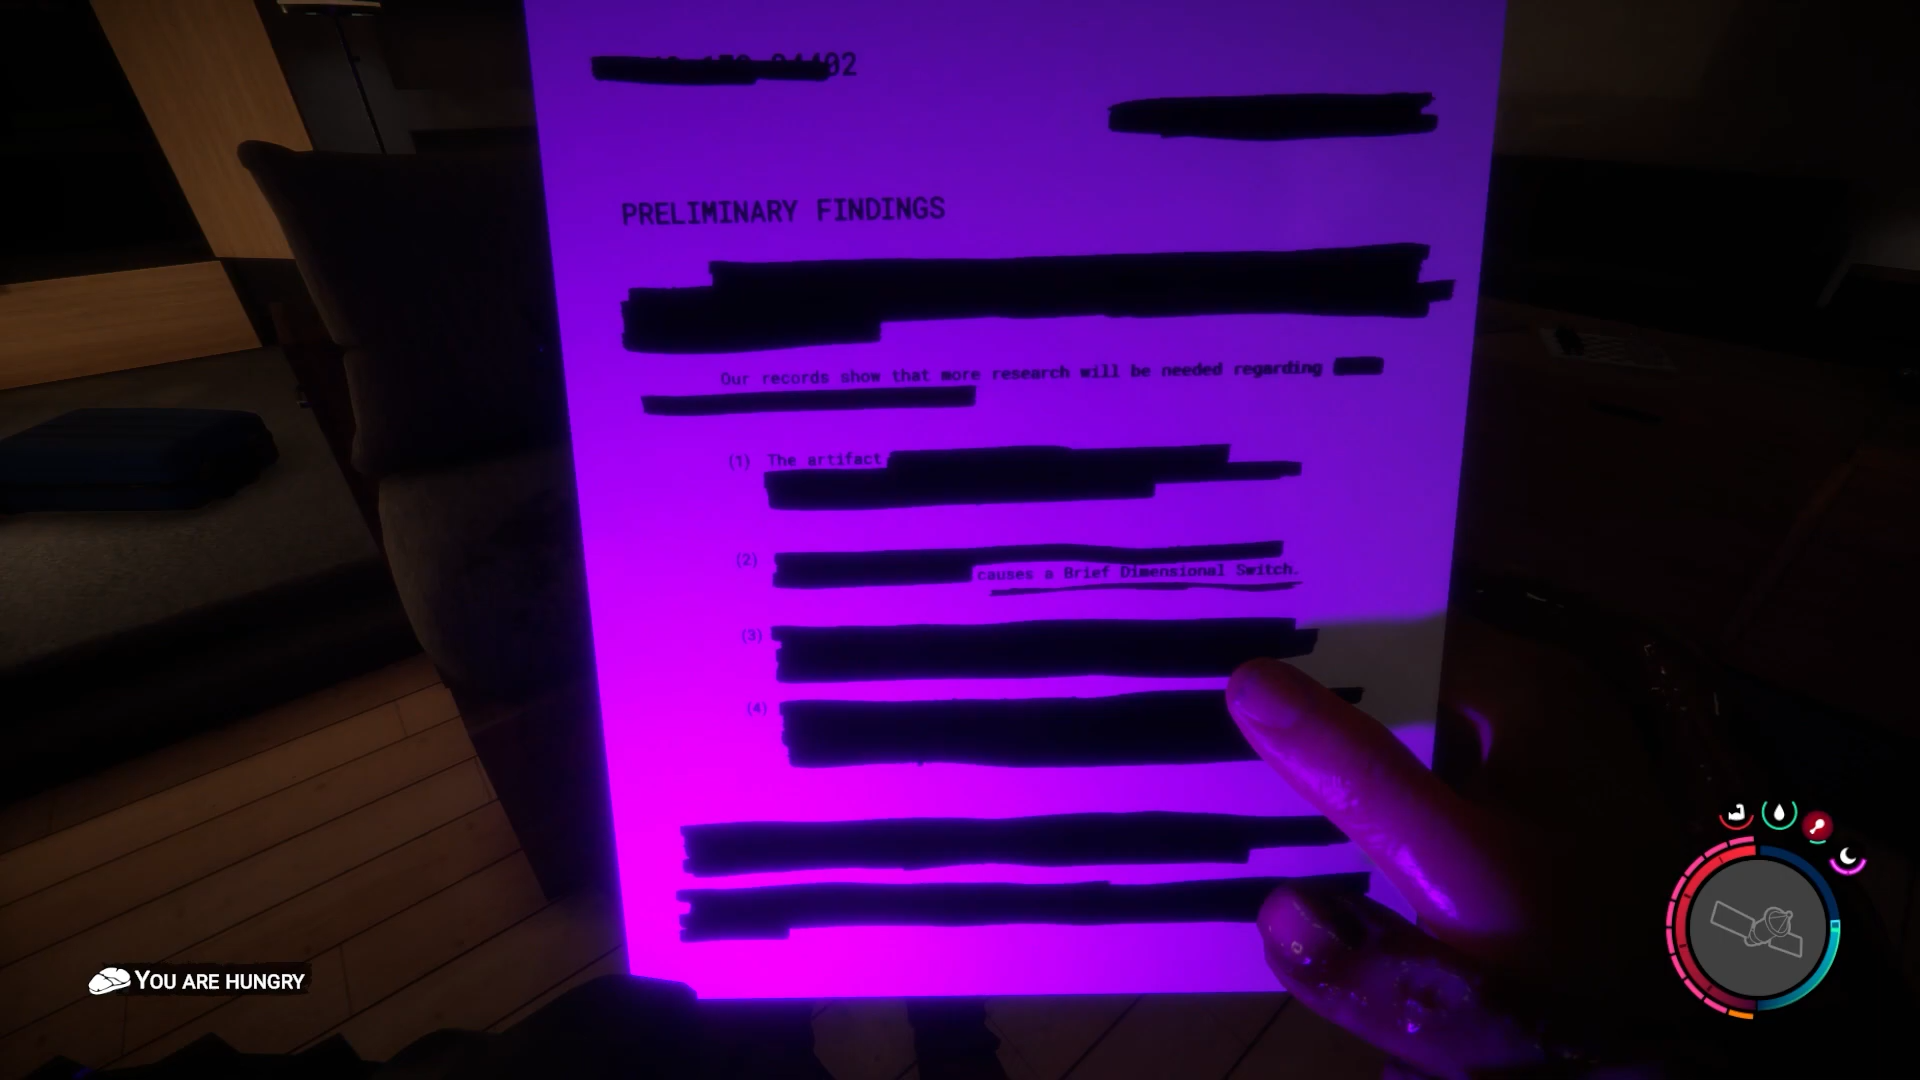 02
PRELIMINARY FINDINGS
Our records show that more research will be needed regarding
(1) The artifact
(2)
causes a Brief Dimensional Switch.
(3)
(4)
YOU ARE HUNGRY